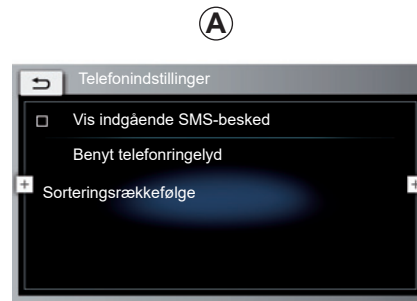 A
Telefonindstillinger
Vis indgående SMS-besked
Benyt telefonringelyd
Sorteringsrækkefølge